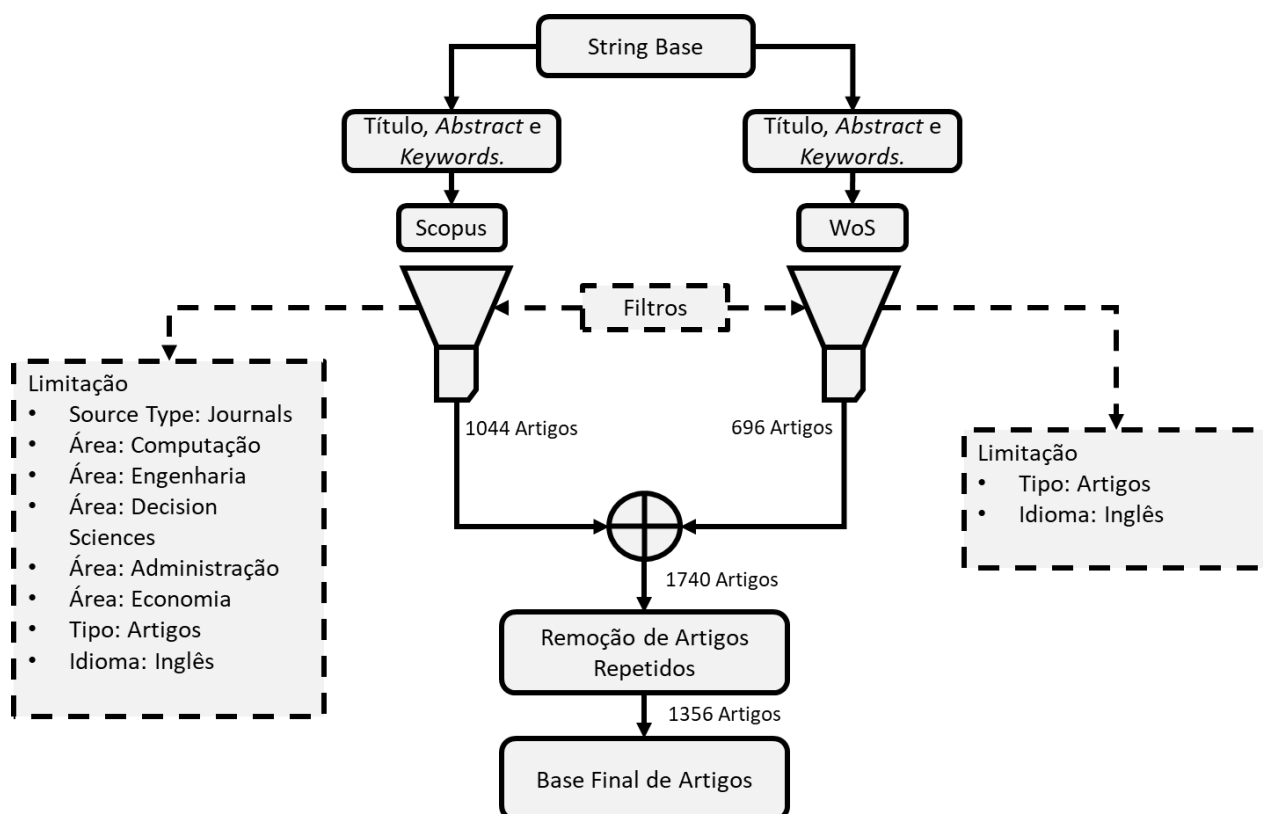 String Base
Título, Abstract e
Keywords.
Título, Abstract e
Keywords.
Scopus
WoS
Filtros
Limitação
• Source Type: Journals
• Área: Computação
• Área: Engenharia
• Área: Decision
Sciences
• Área: Administração
• Área: Economia
• Tipo: Artigos
• Idioma: Inglês
1044 Artigos
696 Artigos
Limitação
• Tipo: Artigos
• Idioma: Inglês
1740 Artigos
Remoção de Artigos
Repetidos
1356 Artigos
Base Final de Artigos